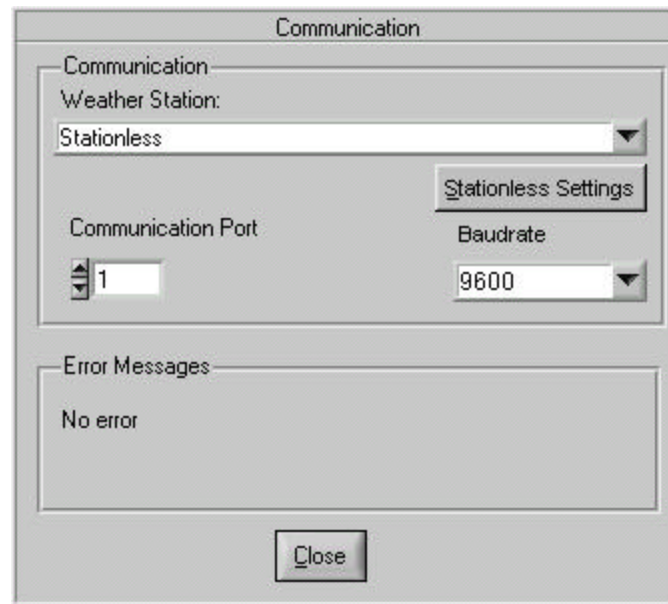 Communication
Communication
Weather Station:
Stationless
Stationless Settings
Communication Port
Baudrate
1
9600
Error Messages
No error
Close